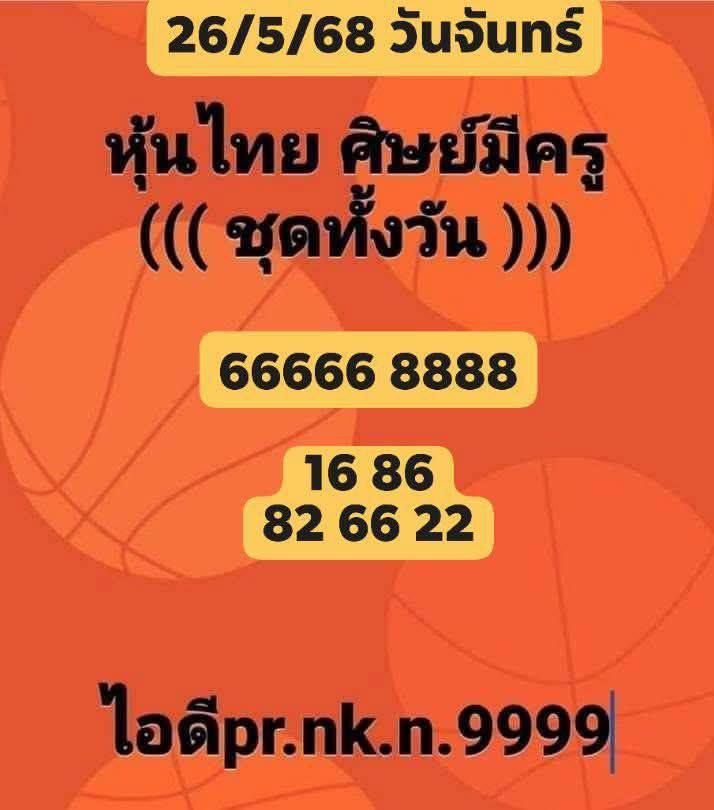 26/5/68 วันจันทร์
หุ้นไทย ศิษย์มีครู
((( ชุดทั้งวัน )))
66666 8888
16 86
82 66 22
ไอดีpr.nk.n.9999